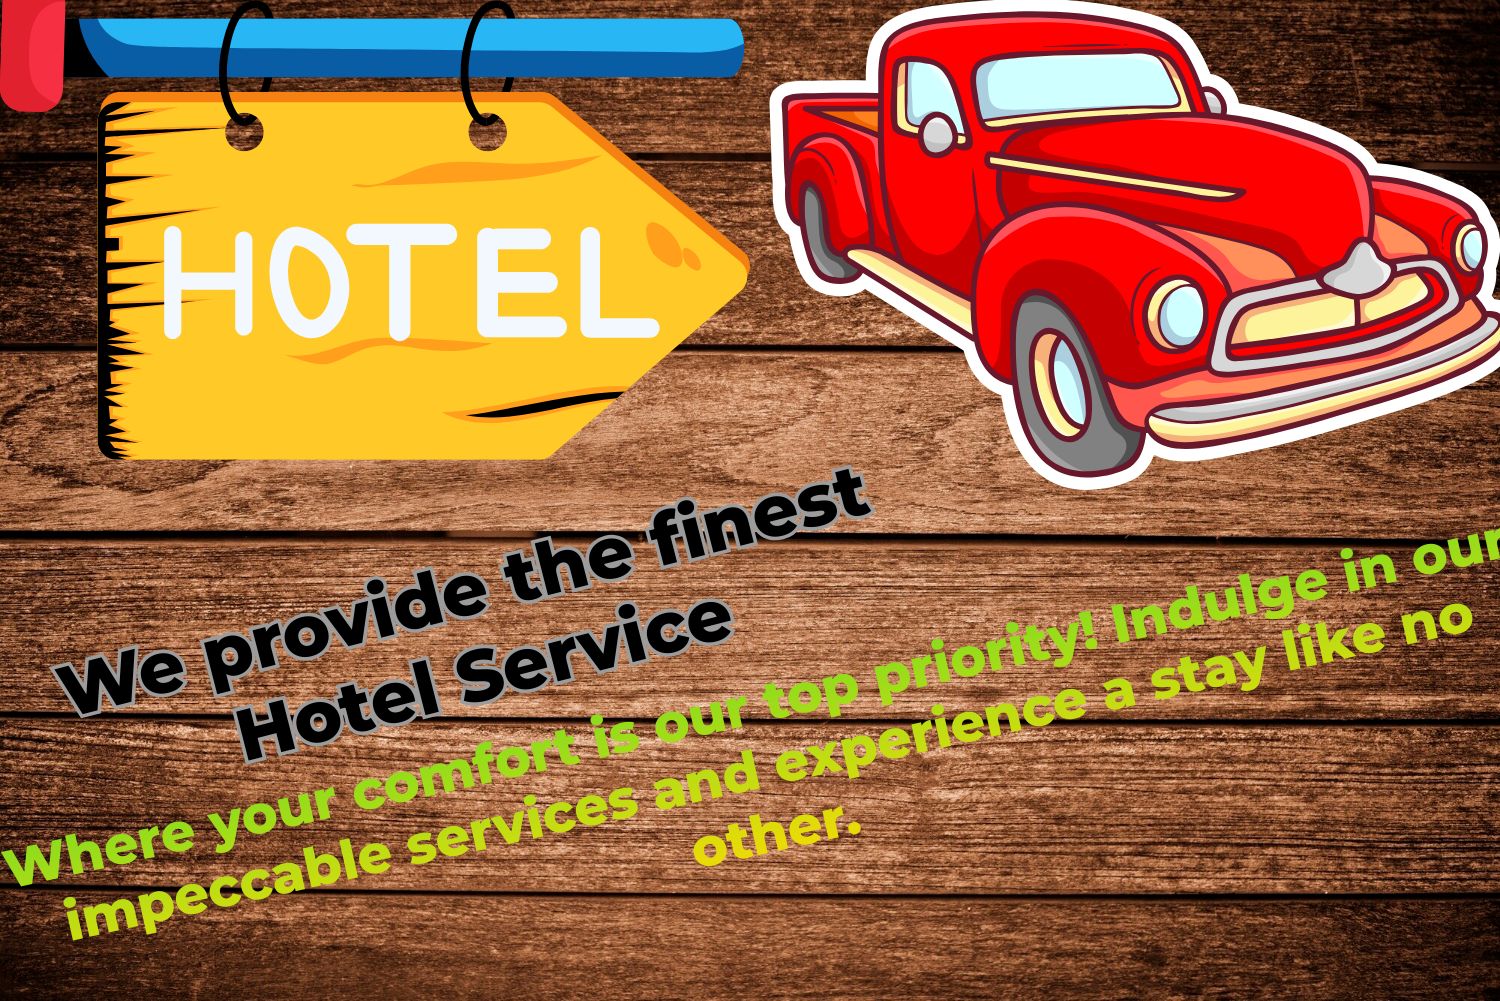 HOTEL
We provide the finest
Hotel Service
Where your comfort is our top priority! Indulge in our
impeccable services and experience a stay like no
other.